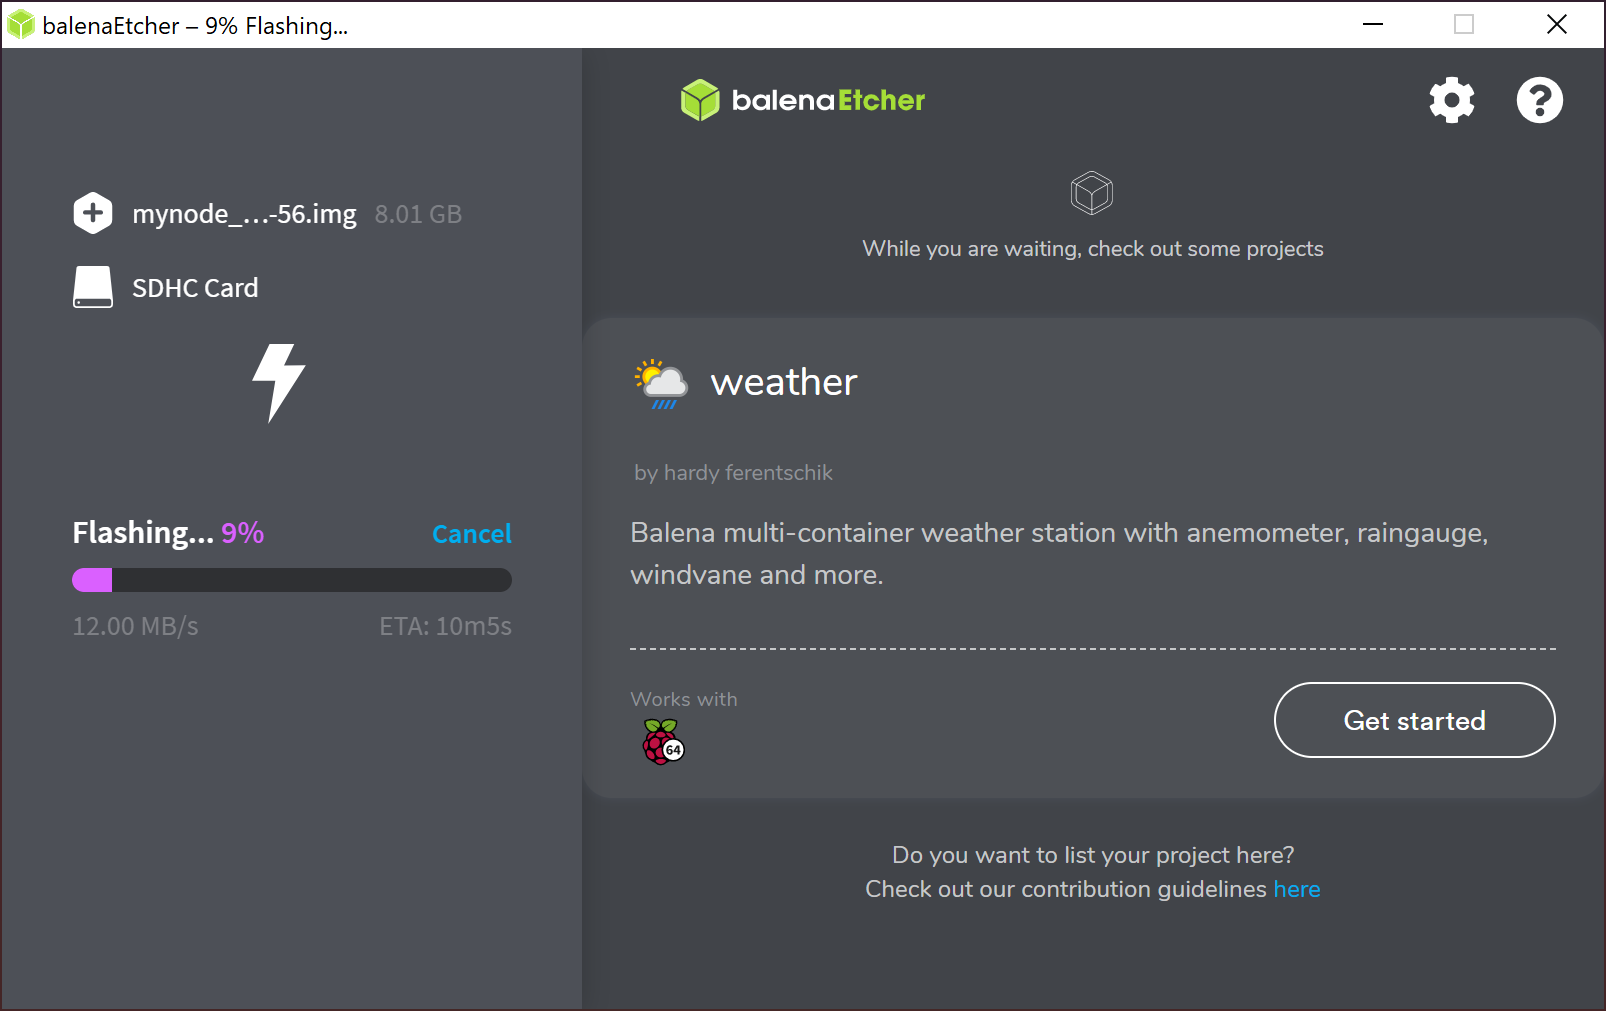 balenaEtcher – 9% Flashing...
balenaEtcher
mynode_...-56.img 8.01 GB
SDHC Card
Flashing... 9% Cancel
12.00 MB/s ETA: 10m5s
While you are waiting, check out some projects
weather
by hardy ferentschik
Balena multi-container weather station with anemometer, raingauge,
windvane and more.
Works with
64
Get started
Do you want to list your project here?
Check out our contribution guidelines here